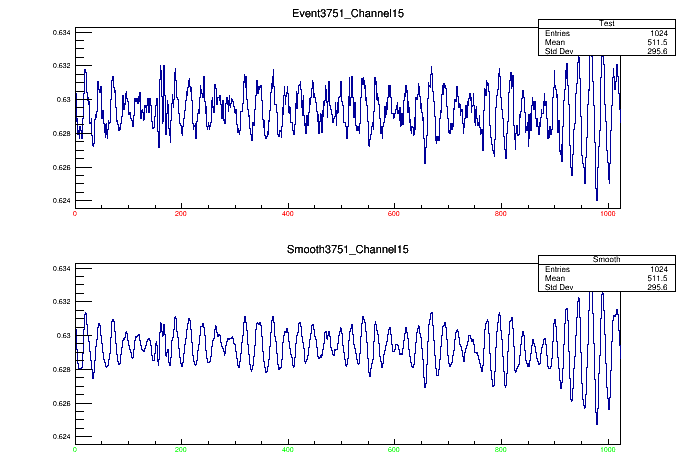 Event3751_Channel15
Test
Entries 1024
Mean 511.5
Std Dev 295.6
0.634
0.632
0.63
0.628
0.626
0.624
0 200 400 600 800 1000
Smooth3751_Channel15
Smooth
Entries 1024
Mean 511.5
Std Dev 295.6
0.634
0.632
0.63
0.628
0.626
0.624
0 200 400 600 800 1000